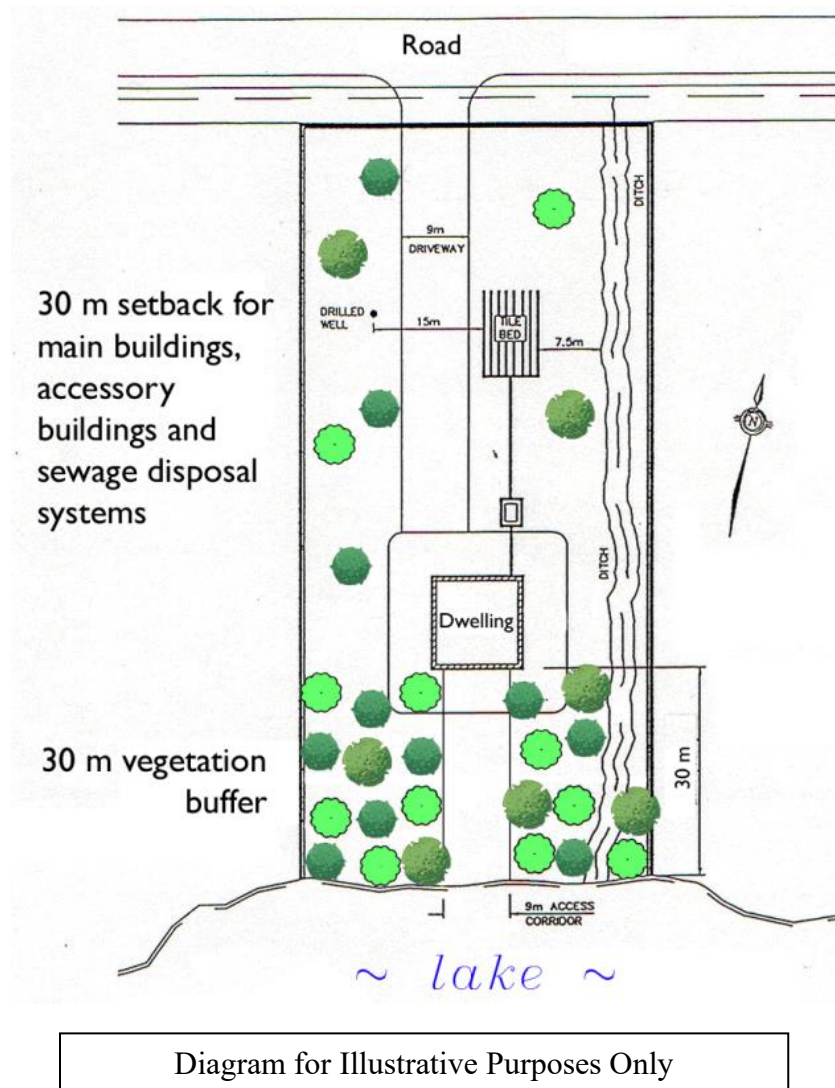 Road
DITCH
9m
DRIVEWAY
30 m setback for
main buildings,
accessory
buildings and
sewage disposal
systems
DRILLED
WELL
15m
TILE
BED
7.5m
N
DITCH
Dwelling
30 m vegetation
buffer
30 m
9m ACCESS
CORRIDOR
~ lake ~
Diagram for Illustrative Purposes Only